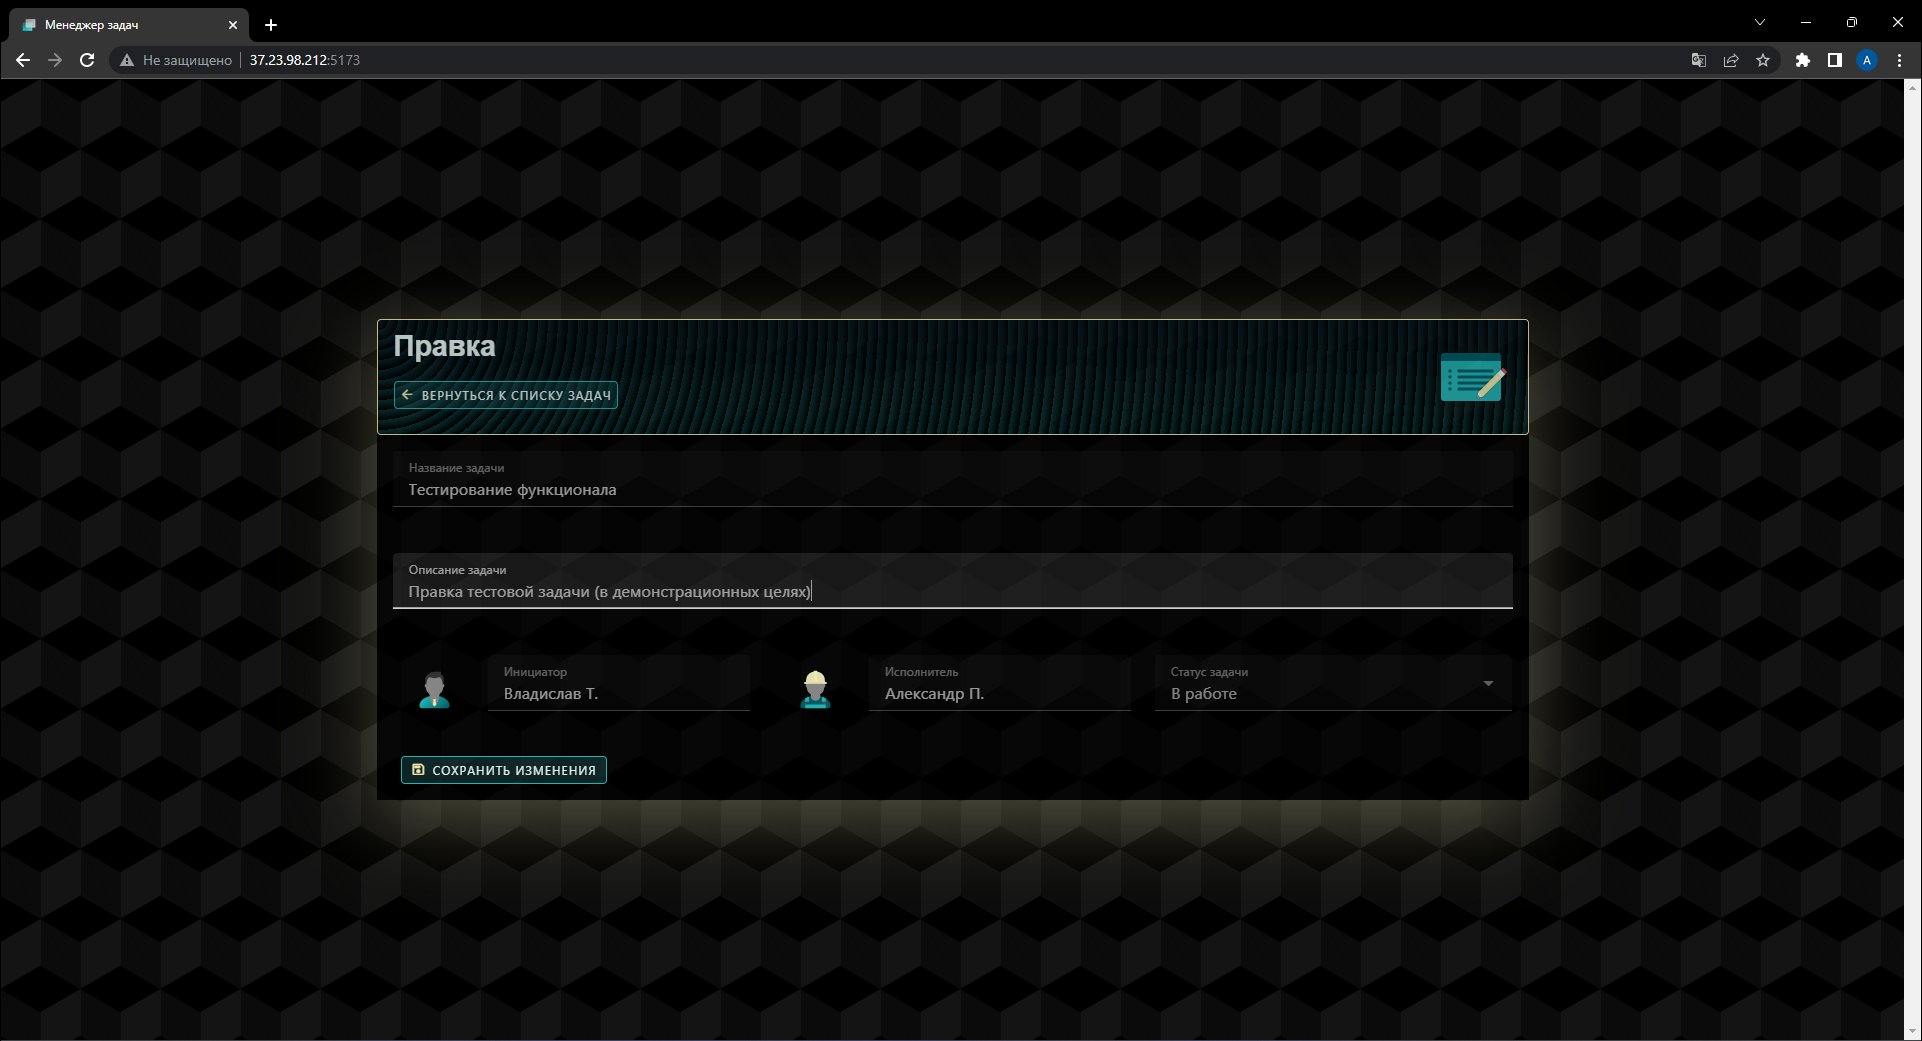 Менеджер задач
Не защищено
37.23.98.212:5173
A
Правка
ВЕРНУТЬСЯ К СПИСКУ ЗАДАЧ
Название задачи
Тестирование функционала
Описание задачи
Правка тестовой задачи (в демонстрационных целях)
Инициатор
Владислав Т.
Исполнитель
Александр П.
Статус задачи
В работе
СОХРАНИТЬ ИЗМЕНЕНИЯ